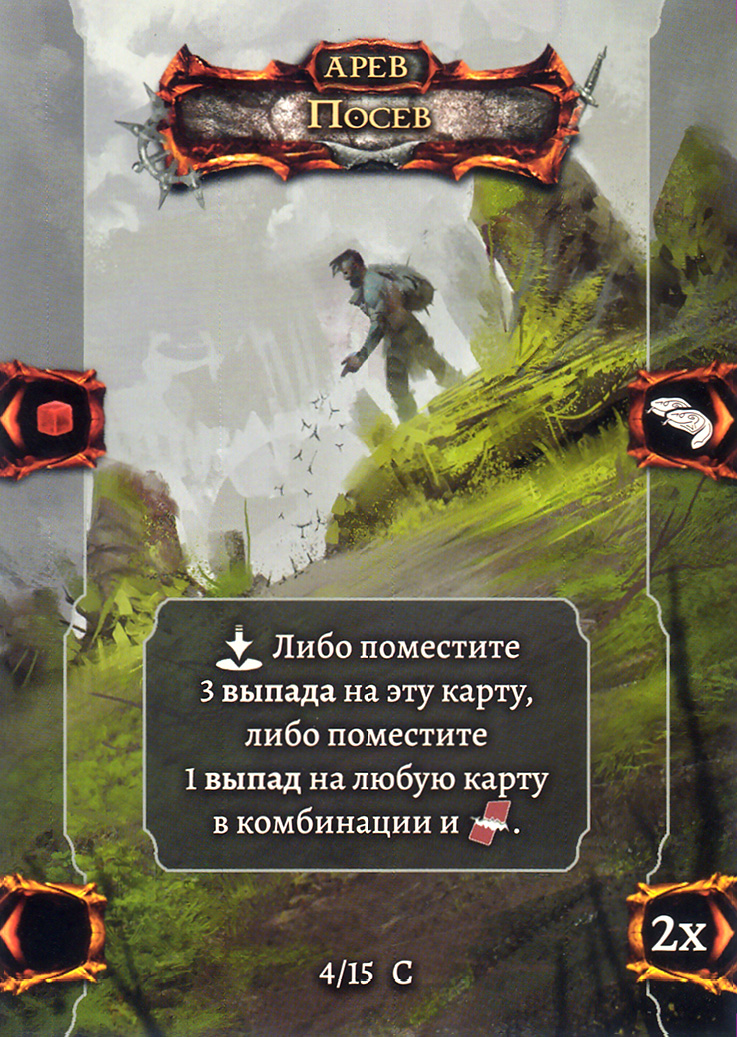 Арев
Посев
Либо поместите
3 выпада на эту карту,
либо поместите
1 выпад на любую карту
в комбинации и .
2x
4/15 С